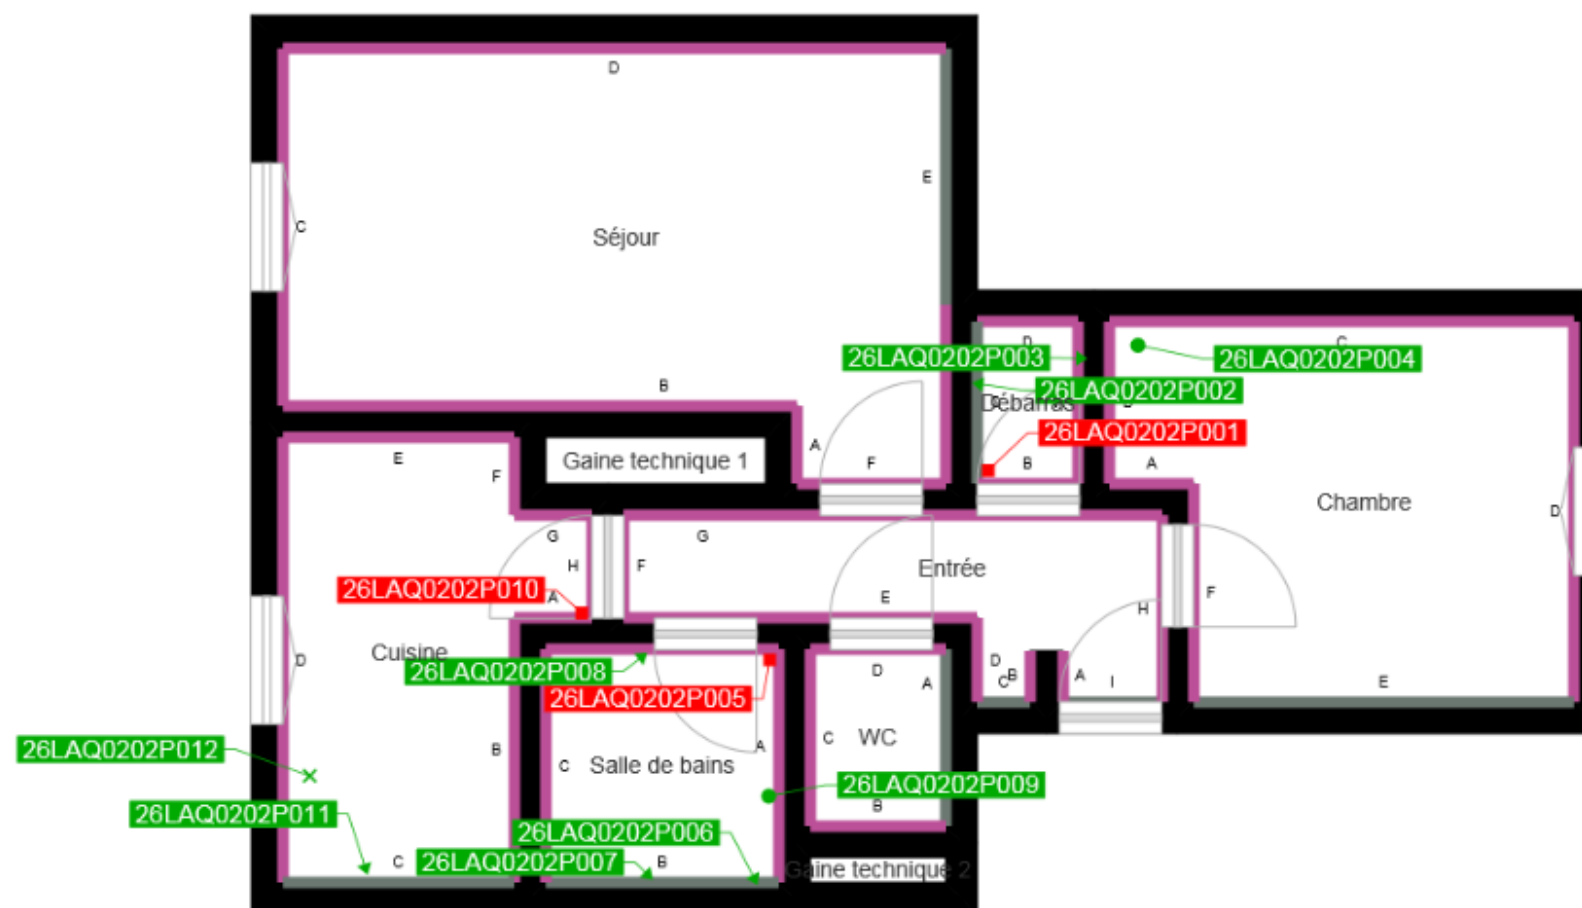 D
E
Séjour
C
B
A
F
D
26LAQ0202P003
26LAQ0202P002
Débarras
26LAQ0202P001
B
C
26LAQ0202P004
A
Chambre
D
F
E
E
F
Gaine technique 1
G
H
F
G
Entrée
E
H
26LAQ0202P010
A
Cuisine
D
26LAQ0202P008
26LAQ0202P005
D
A
D
B
C
A
I
B
C
Salle de bains
A
C
WC
B
26LAQ0202P012
26LAQ0202P011
26LAQ0202P009
26LAQ0202P006
C
26LAQ0202P007
B
Gaine technique 2